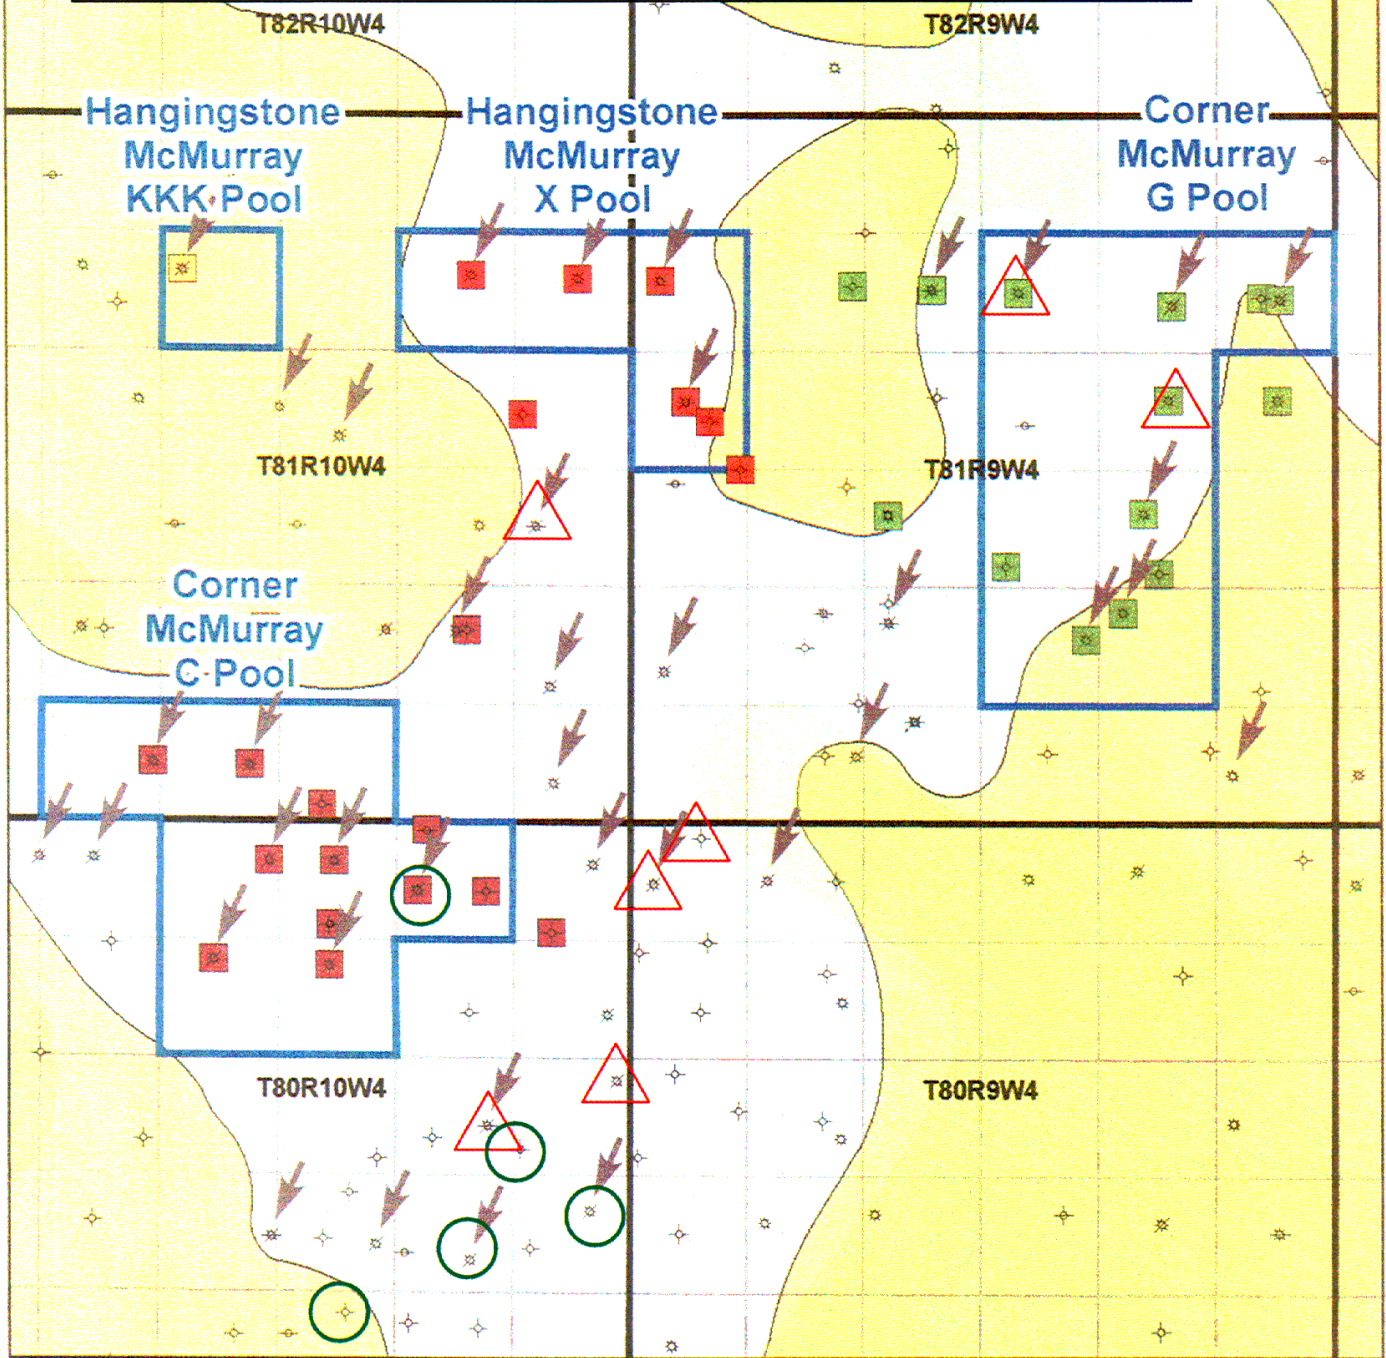 T82R10W4
T82R9W4
Hangingstone
McMurray
KKK Pool
Hangingstone
McMurray
X Pool
Corner
McMurray
G Pool
T81R10W4
T81R9W4
Corner
McMurray
C Pool
T80R10W4
T80R9W4